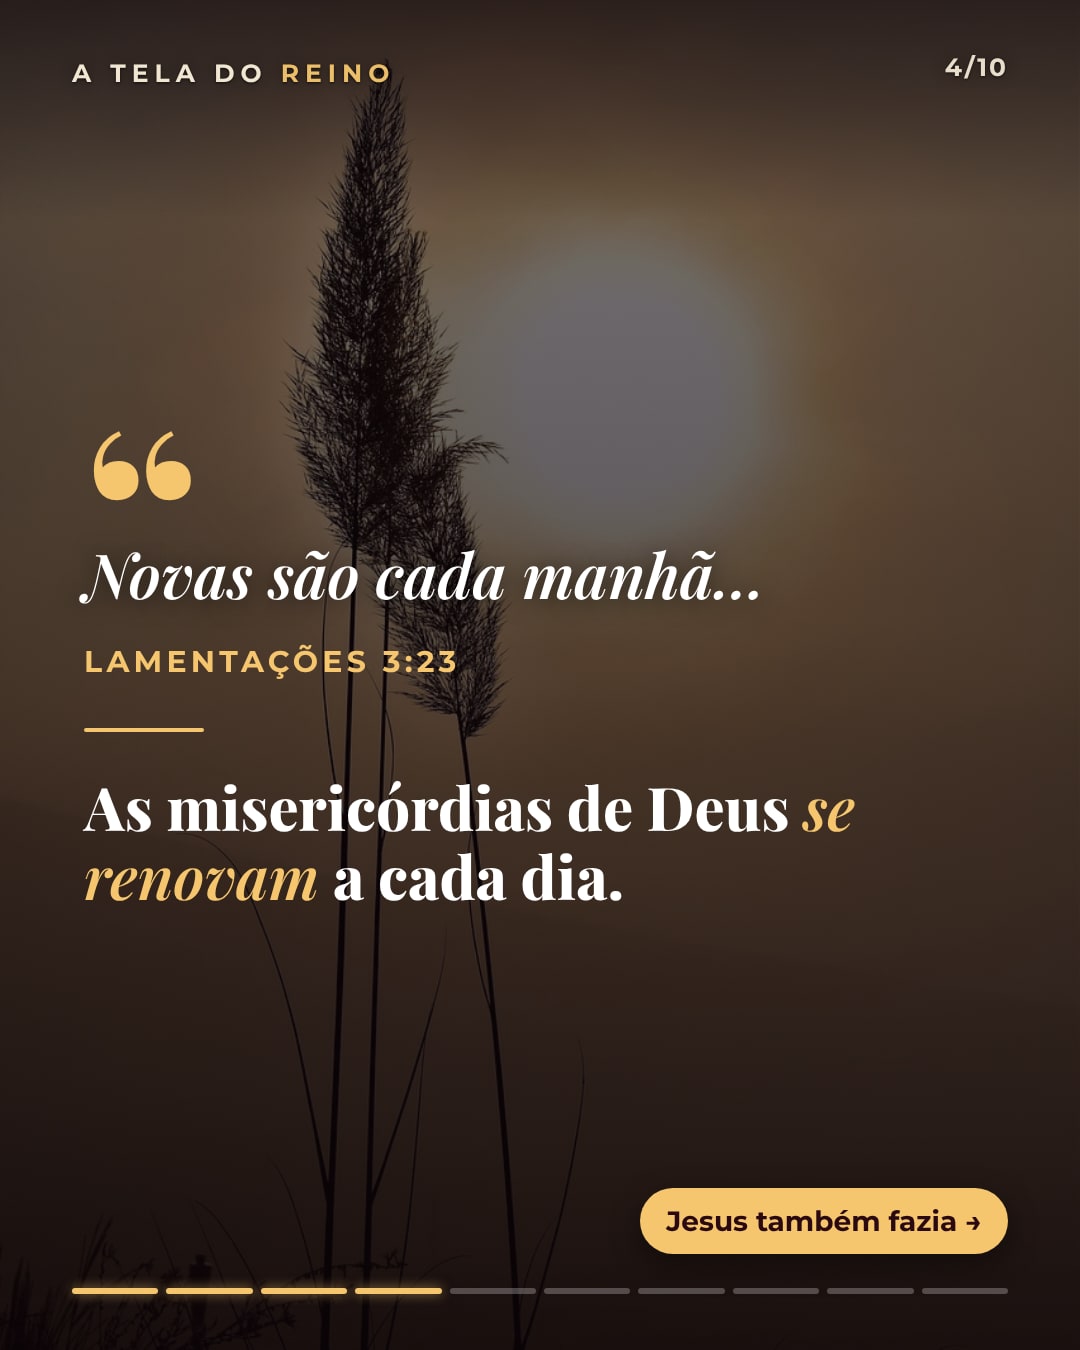 A TELA DO REINO
4/10
“
Novas são cada manhã...
LAMENTAÇÕES 3:23
As misericórdias de Deus se
renovam a cada dia.
Jesus também fazia →